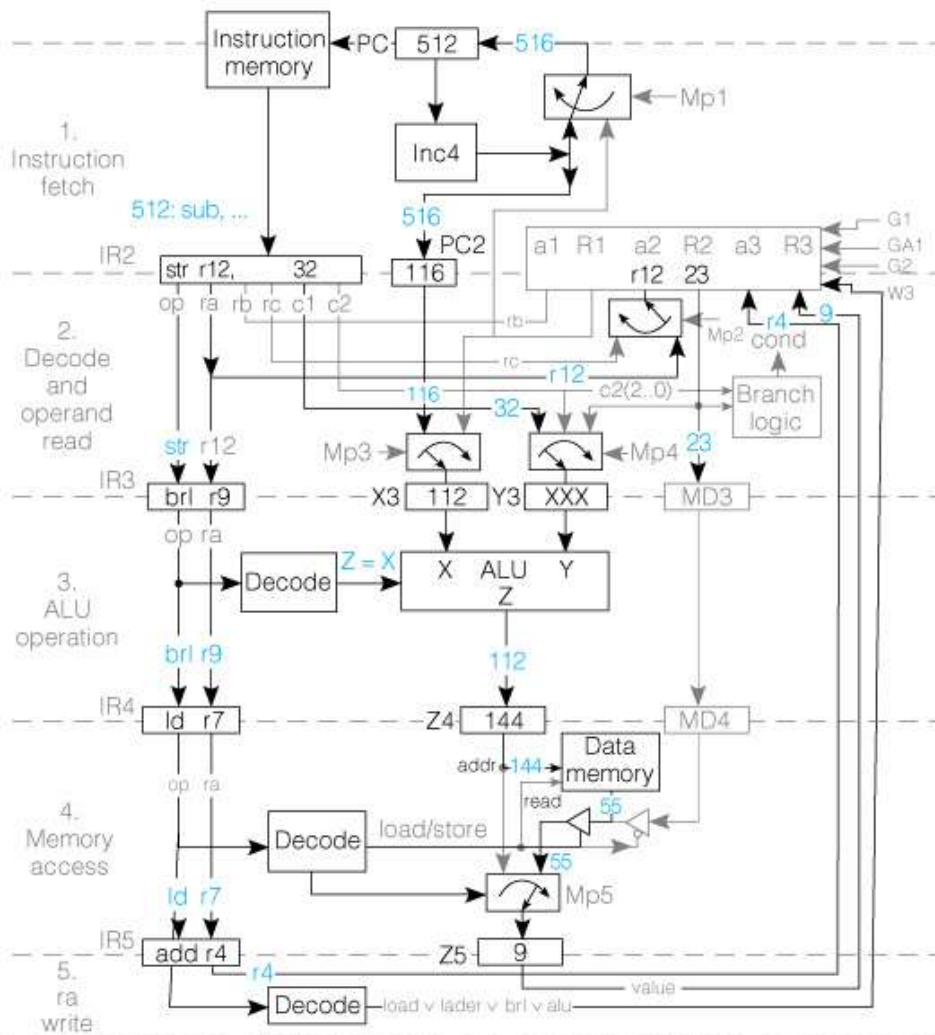 Instruction memory
PC
512
516
Mp1
1. Instruction fetch
Inc4
512: sub, ...
516
PC2
G1
GA1
G2
W3
a1 R1 a2 R2 a3 R3
IR2
str r12, 32
116
r12 23
op ra rb rc c1 c2
rb
Mp2
r4
9
cond
2. Decode and operand read
rc
r12
116
c2(2..0)
Branch logic
32
str r12
Mp3
Mp4
23
IR3
brl r9
X3
112
Y3
XXX
MD3
op ra
3. ALU operation
Decode
Z = X
X ALU Y
Z
brl r9
112
IR4
ld r7
Z4
144
MD4
addr
144
Data memory
op ra
read
55
4. Memory access
Decode
load/store
55
Mp5
ld r7
IR5
add r4
Z5
9
r4
5. ra write
value
Decode
load v lader v brl v alu